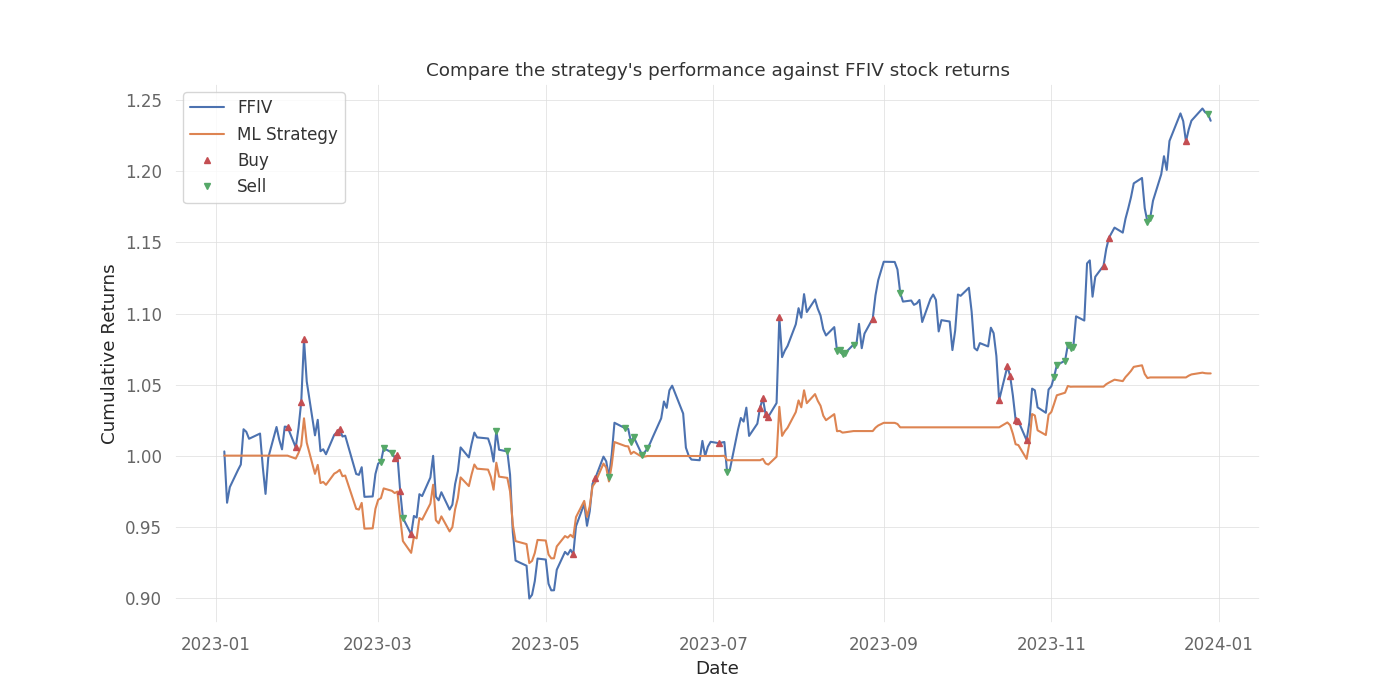 Compare the strategy's performance against FFIV stock returns
FFIV
ML Strategy
Buy
Sell
Cumulative Returns
1.25
1.20
1.15
1.10
1.05
1.00
0.95
0.90
2023-01
2023-03
2023-05
2023-07
2023-09
2023-11
2024-01
Date